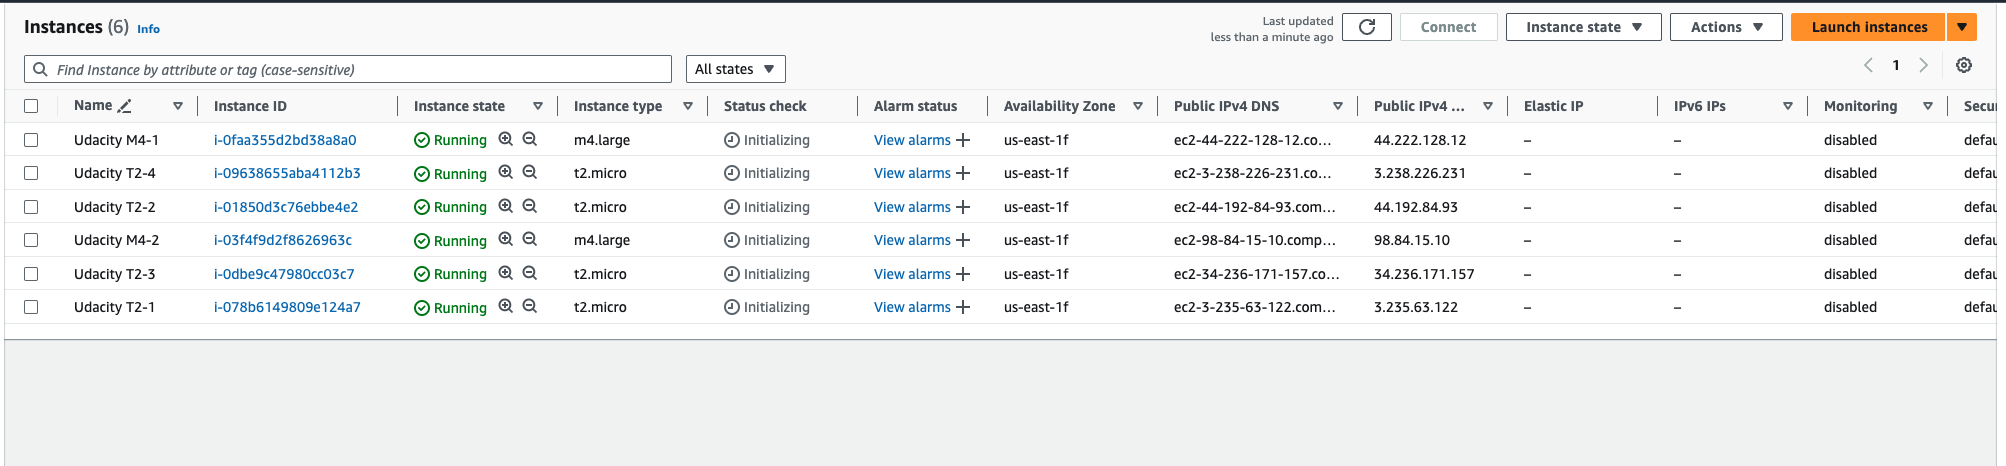 Instances (6) Info
Last updated
less than a minute ago
Connect
Instance state
Actions
Launch instances
Find Instance by attribute or tag (case-sensitive)
All states
1
Name Instance ID Instance state Instance type Status check Alarm status Availability Zone Public IPv4 DNS Public IPv4 ... Elastic IP IPv6 IPs Monitoring Secu
Udacity M4-1 i-0faa355d2bd38a8a0 Running m4.large Initializing View alarms + us-east-1f ec2-44-222-128-12.co... 44.222.128.12 – – disabled defau
Udacity T2-4 i-09638655aba4112b3 Running t2.micro Initializing View alarms + us-east-1f ec2-3-238-226-231.co... 3.238.226.231 – – disabled defau
Udacity T2-2 i-01850d3c76ebbe4e2 Running t2.micro Initializing View alarms + us-east-1f ec2-44-192-84-93.com... 44.192.84.93 – – disabled defau
Udacity M4-2 i-03f4f9d2f8626963c Running m4.large Initializing View alarms + us-east-1f ec2-98-84-15-10.comp... 98.84.15.10 – – disabled defau
Udacity T2-3 i-0dbe9c47980cc03c7 Running t2.micro Initializing View alarms + us-east-1f ec2-34-236-171-157.co... 34.236.171.157 – – disabled defau
Udacity T2-1 i-078b6149809e124a7 Running t2.micro Initializing View alarms + us-east-1f ec2-3-235-63-122.com... 3.235.63.122 – – disabled defau